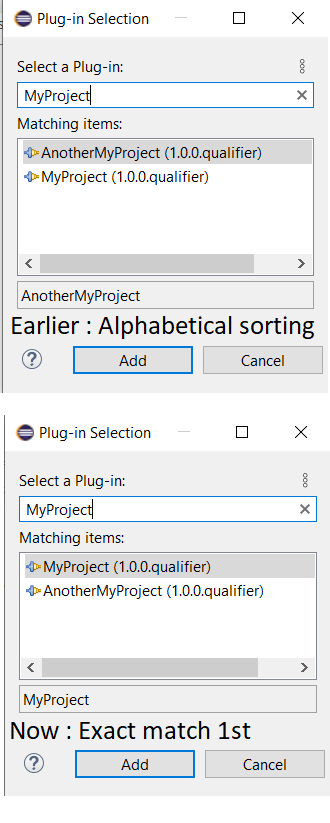 Plug-in Selection
Select a Plug-in:
MyProject
Matching items:
AnotherMyProject (1.0.0.qualifier)
MyProject (1.0.0.qualifier)
AnotherMyProject
Earlier : Alphabetical sorting
? Add Cancel
Plug-in Selection
Select a Plug-in:
MyProject
Matching items:
MyProject (1.0.0.qualifier)
AnotherMyProject (1.0.0.qualifier)
MyProject
Now : Exact match 1st
? Add Cancel